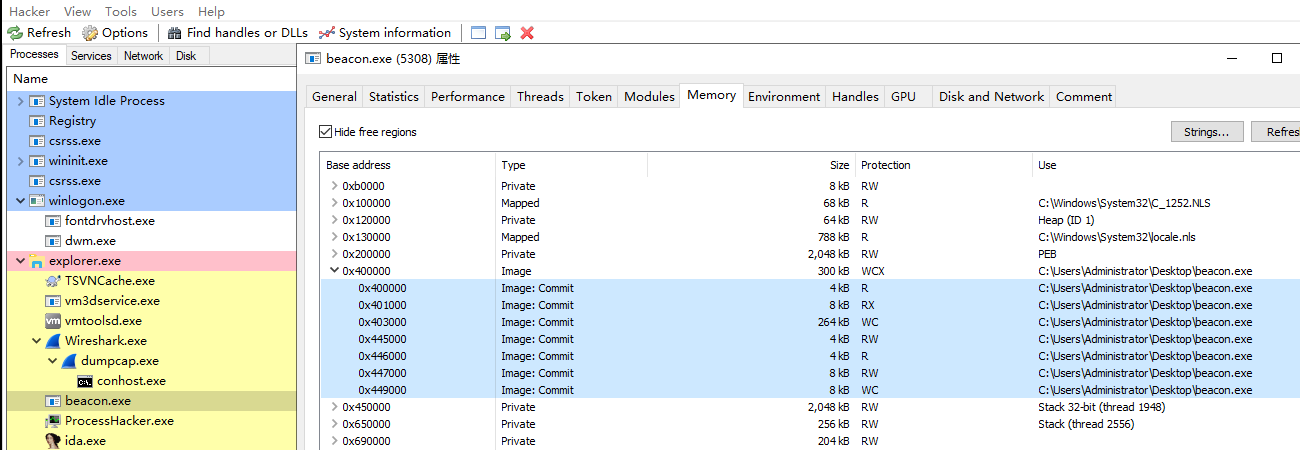 Hacker View Tools Users Help
Refresh Options Find handles or DLLs System information
Processes Services Network Disk
Name
System Idle Process
Registry
csrss.exe
wininit.exe
csrss.exe
winlogon.exe
fontdrvhost.exe
dwm.exe
explorer.exe
TSVNCache.exe
vm3dservice.exe
vm vmtoolsd.exe
Wireshark.exe
dumpcap.exe
C:\. conhost.exe
beacon.exe
ProcessHacker.exe
ida.exe
beacon.exe (5308) 属性
General Statistics Performance Threads Token Modules Memory Environment Handles GPU Disk and Network Comment
Hide free regions Strings... Refres
Base address Type Size Protection Use
0xb0000 Private 8 kB RW
0x100000 Mapped 68 kB R C:\Windows\System32\C_1252.NLS
0x120000 Private 64 kB RW Heap (ID 1)
0x130000 Mapped 788 kB R C:\Windows\System32\locale.nls
0x200000 Private 2,048 kB RW PEB
0x400000 Image 300 kB WCX C:\Users\Administrator\Desktop\beacon.exe
0x400000 Image: Commit 4 kB R C:\Users\Administrator\Desktop\beacon.exe
0x401000 Image: Commit 8 kB RX C:\Users\Administrator\Desktop\beacon.exe
0x403000 Image: Commit 264 kB WC C:\Users\Administrator\Desktop\beacon.exe
0x445000 Image: Commit 4 kB RW C:\Users\Administrator\Desktop\beacon.exe
0x446000 Image: Commit 4 kB R C:\Users\Administrator\Desktop\beacon.exe
0x447000 Image: Commit 8 kB RW C:\Users\Administrator\Desktop\beacon.exe
0x449000 Image: Commit 8 kB WC C:\Users\Administrator\Desktop\beacon.exe
0x450000 Private 2,048 kB RW Stack 32-bit (thread 1948)
0x650000 Private 256 kB RW Stack (thread 2556)
0x690000 Private 204 kB RW